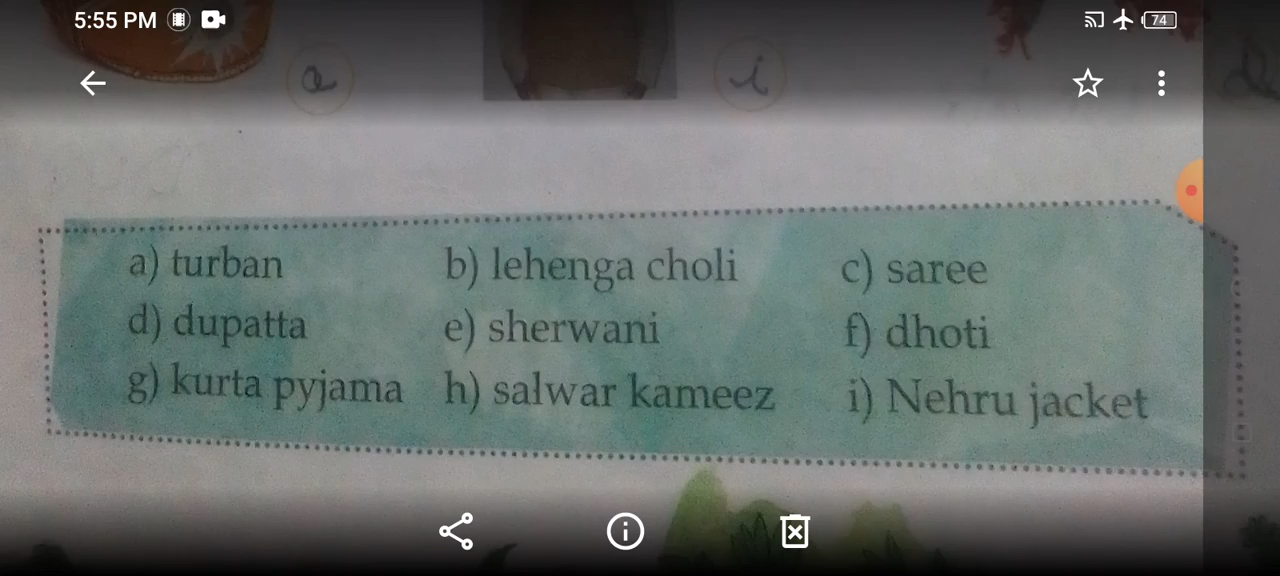 5:55 PM 74
a i
a) turban b) lehenga choli c) saree
d) dupatta e) sherwani f) dhoti
g) kurta pyjama h) salwar kameez i) Nehru jacket